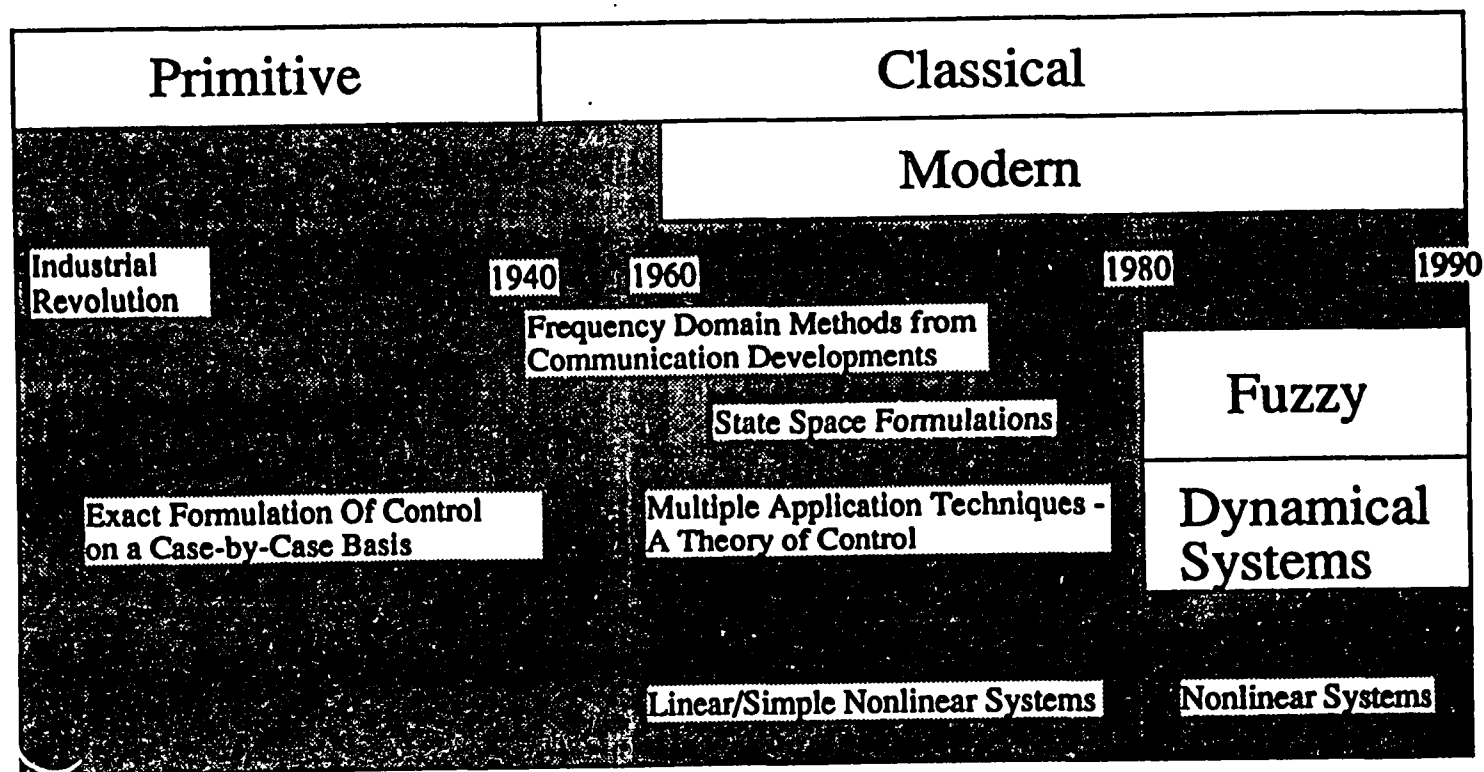 Primitive
Classical
Modern
Industrial
Revolution
1940
1960
1980
1990
Frequency Domain Methods from
Communication Developments
Fuzzy
State Space Formulations
Exact Formulation Of Control
on a Case-by-Case Basis
Multiple Application Techniques -
A Theory of Control
Dynamical
Systems
Linear/Simple Nonlinear Systems
Nonlinear Systems